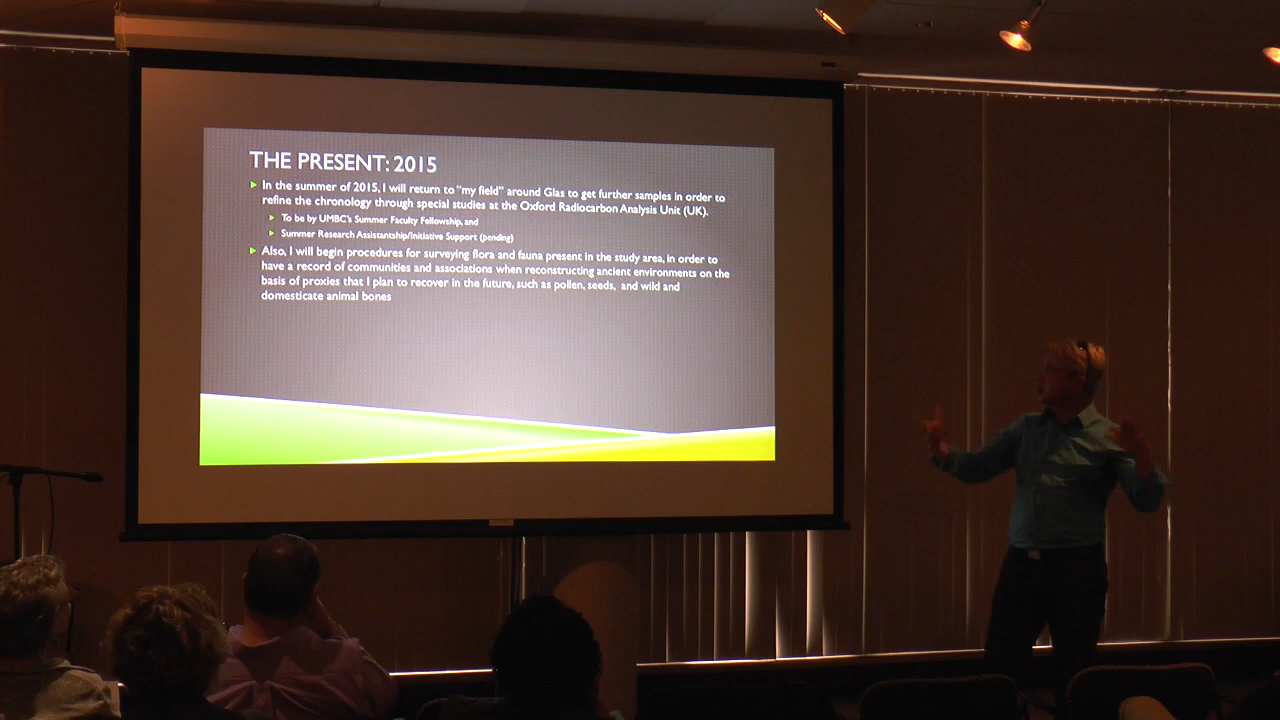 THE PRESENT: 2015
In the summer of 2015, I will return to "my field" around Glas to get further samples in order to
refine the chronology through special studies at the Oxford Radiocarbon Analysis Unit (UK).
To be by UMBC's Summer Faculty Fellowship, and
Summer Research Assistantship/Initiative Support (pending)
Also, I will begin procedures for surveying flora and fauna present in the study area, in order to
have a record of communities and associations when reconstructing ancient environments on the
basis of proxies that I plan to recover in the future, such as pollen, seeds, and wild and
domesticate animal bones